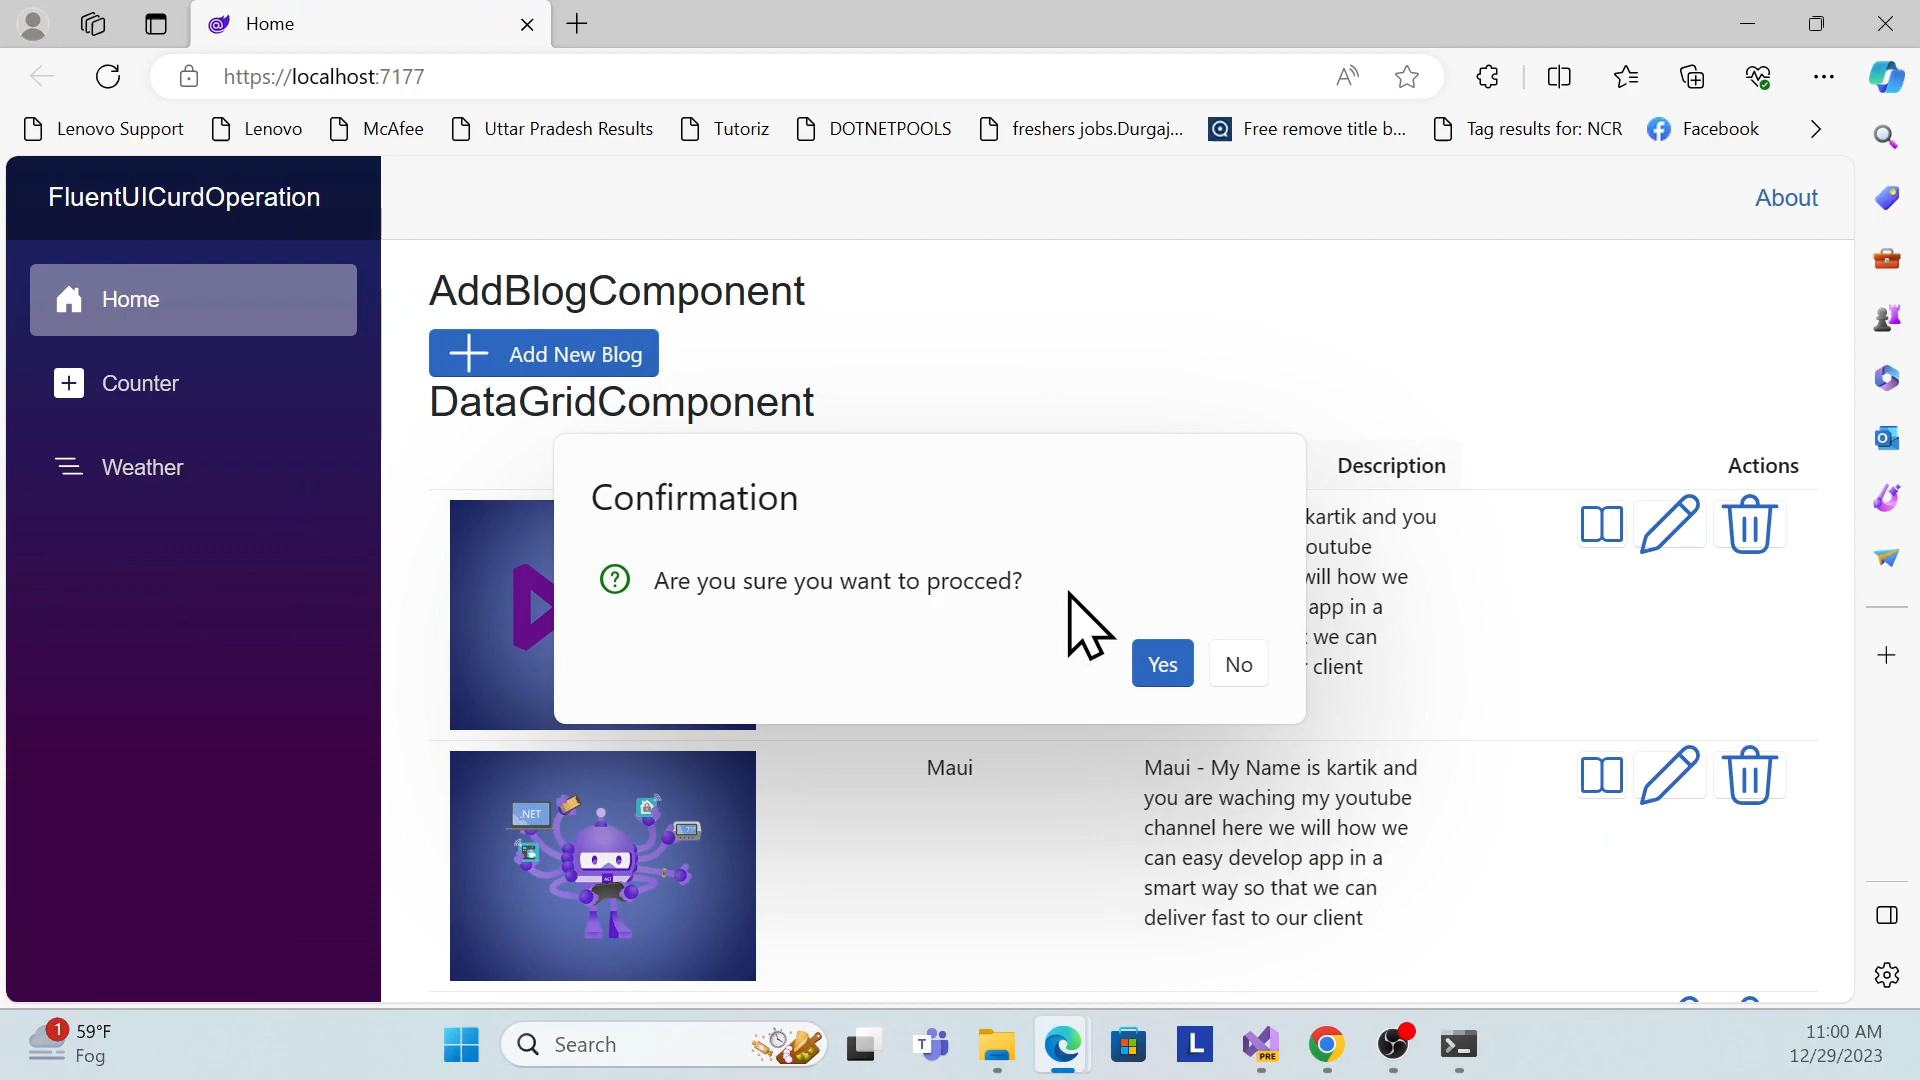 Home
https://localhost:7177
Lenovo Support
Lenovo
McAfee
Uttar Pradesh Results
Tutoriz
DOTNETPOOLS
freshers jobs.Durgaj...
Free remove title b...
Tag results for: NCR
Facebook
FluentUICurdOperation
About
Home
Counter
Weather
AddBlogComponent
Add New Blog
DataGridComponent
Description
Actions
Confirmation
Are you sure you want to procced?
Yes
No
kartik and you
outube
will how we
app in a
we can
client
Maui
Maui - My Name is kartik and
you are waching my youtube
channel here we will how we
can easy develop app in a
smart way so that we can
deliver fast to our client
.NET
1
59°F
Fog
Search
T
L
PRE
11:00 AM
12/29/2023